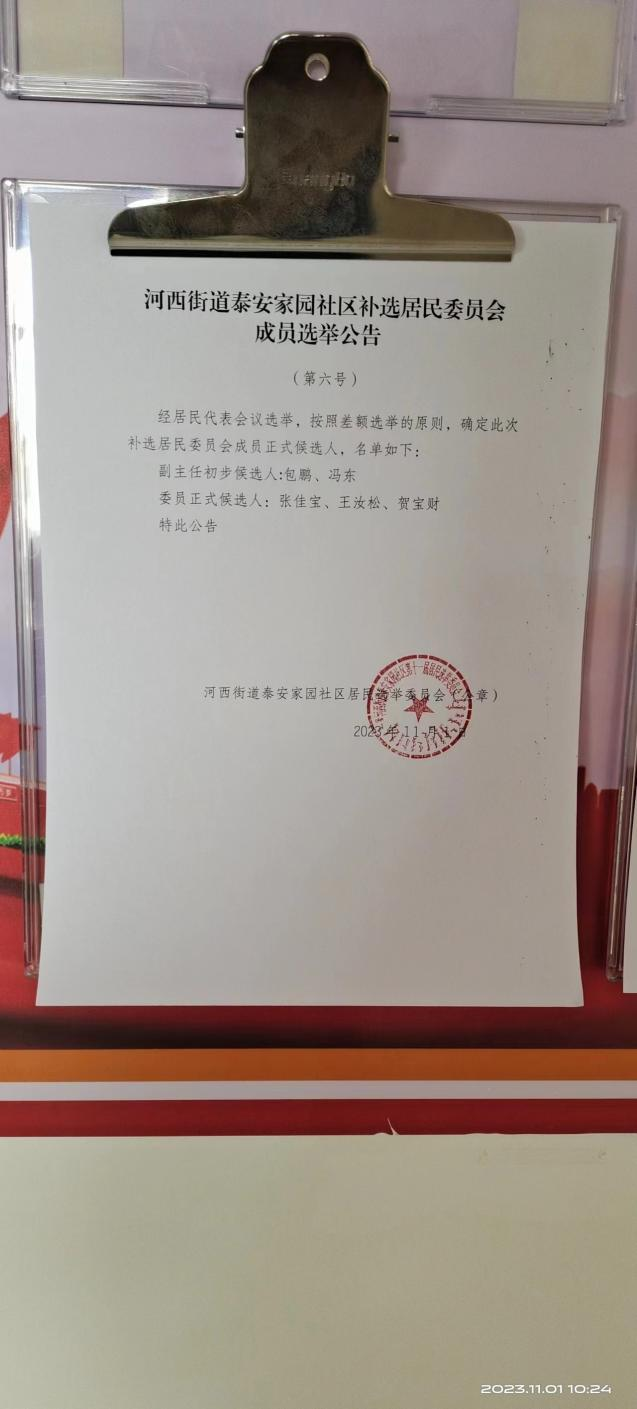 河西街道泰安家园社区补选居民委员会
成员选举公告
（第六号）
经居民代表会议选举，按照差额选举的原则，确定此次
补选居民委员会成员正式候选人，名单如下：
副主任初步候选人:包鹏、冯东
委员正式候选人：张佳宝、王汝松、贺宝财
特此公告
河西街道泰安家园社区居民选举委员会（公章）
2023年11月 日
2023.11.01 10:24